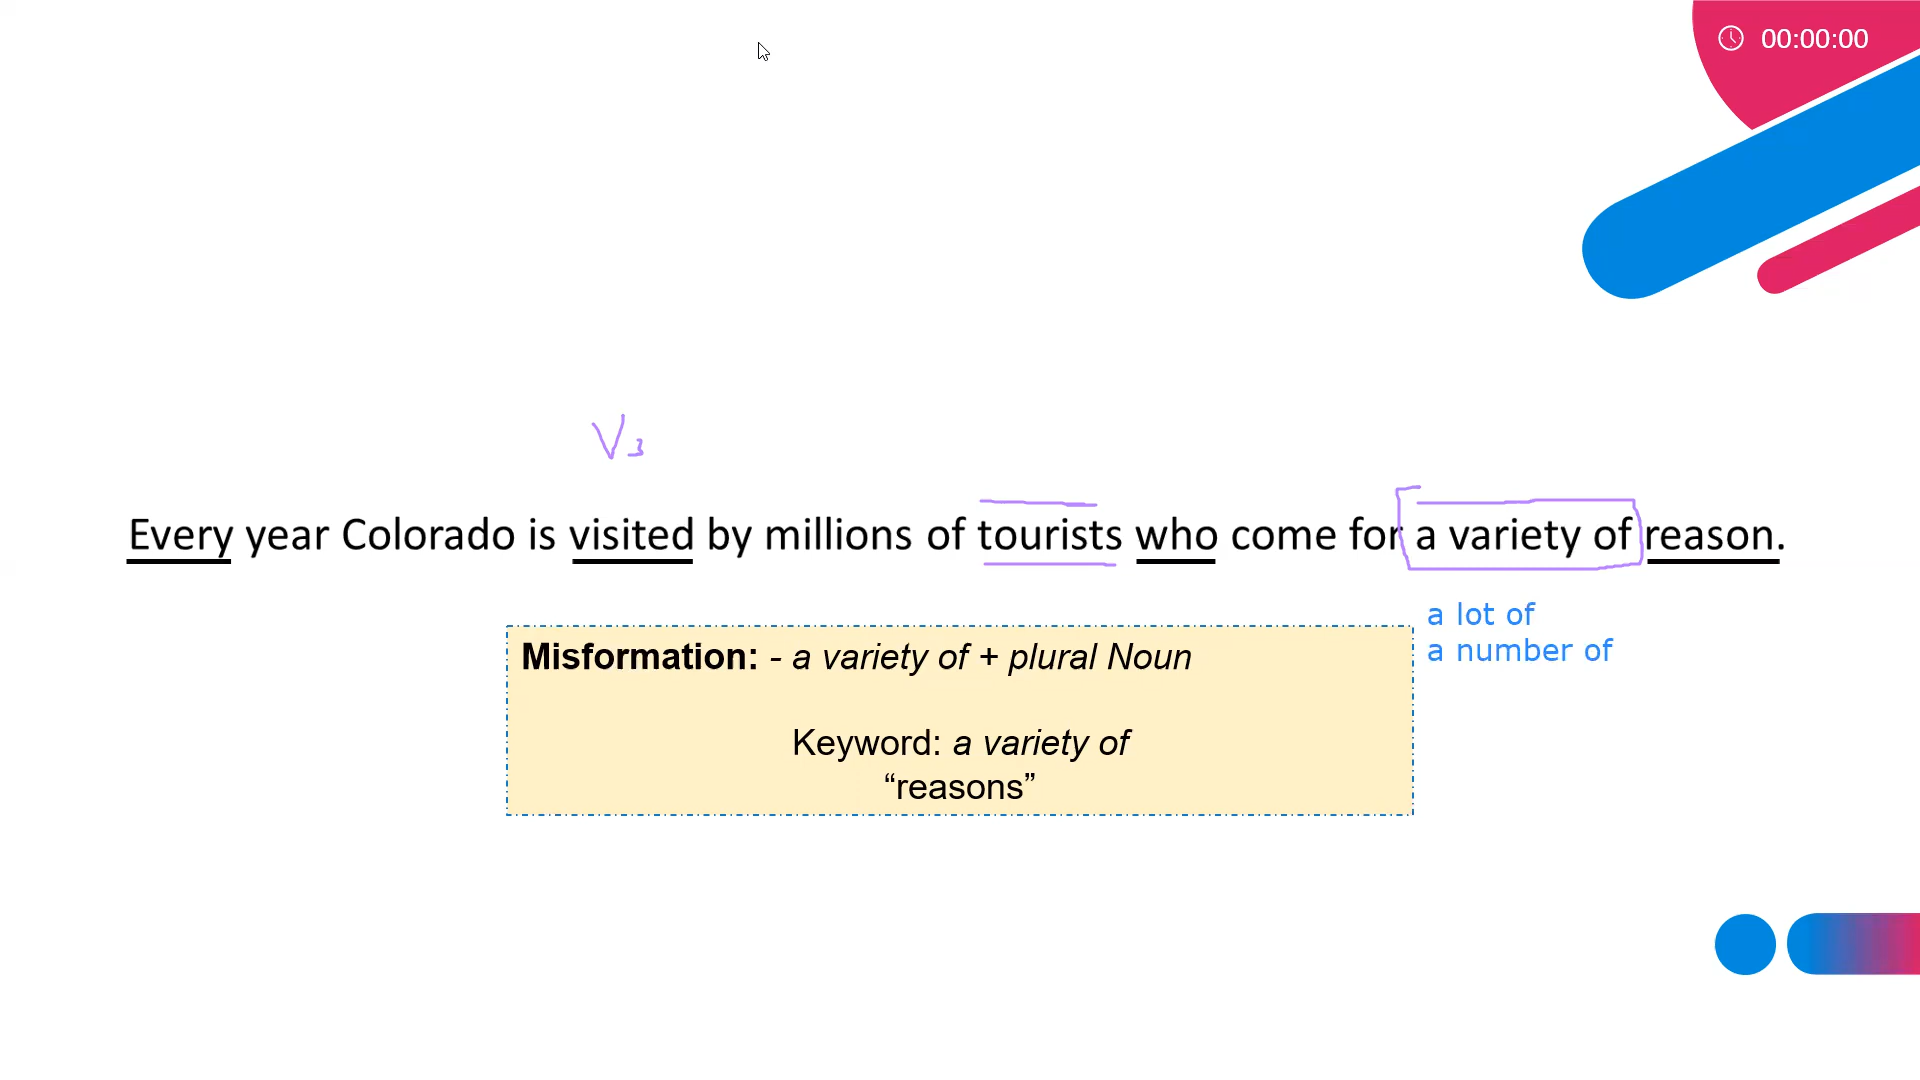 00:00:00
V3
Every year Colorado is visited by millions of tourists who come for a variety of reason.
a lot of
a number of
Misformation: - a variety of + plural Noun
Keyword: a variety of
“reasons”